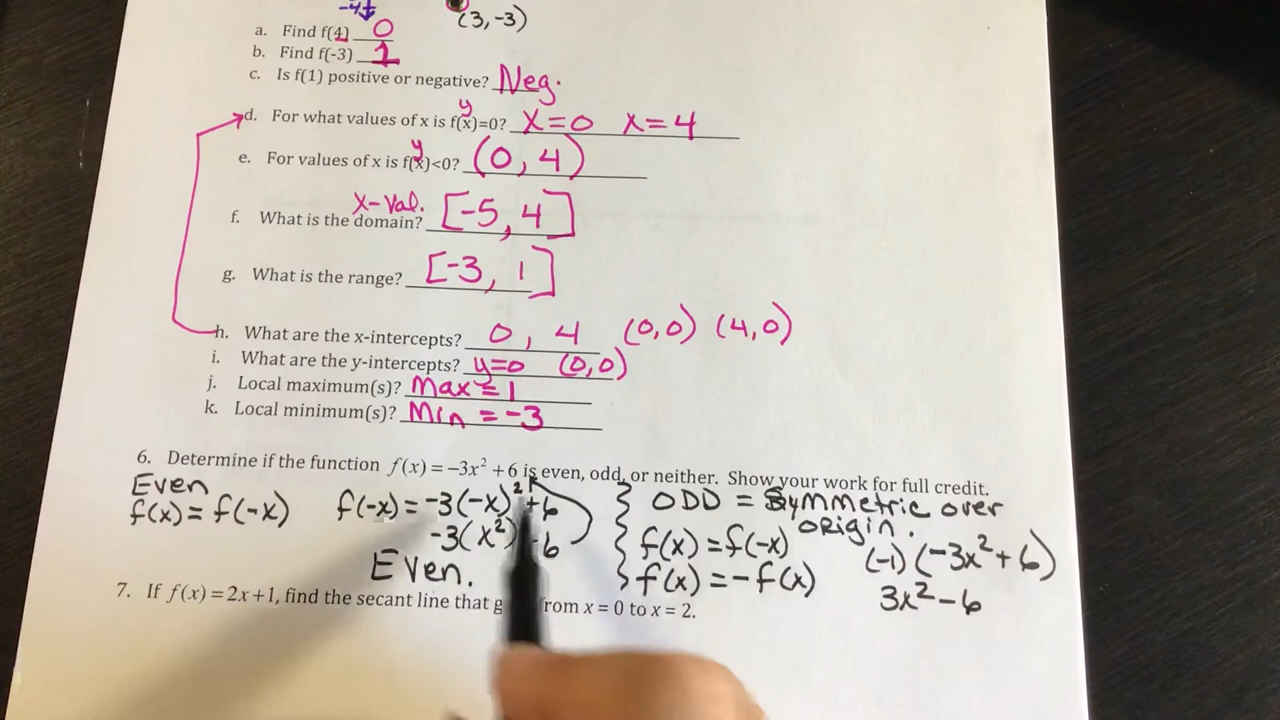 -4
(3, -3)
a. Find f(4) 0
b. Find f(-3) 1
c. Is f(1) positive or negative? Neg.
y
d. For what values of x is f(x)=0? x=0 x=4
y
e. For values of x is f(x)<0? (0, 4)
x-val.
f. What is the domain? [-5, 4]
g. What is the range? [-3, 1]
h. What are the x-intercepts? 0, 4 (0,0) (4,0)
i. What are the y-intercepts? y=0 (0,0)
j. Local maximum(s)? Max = 1
k. Local minimum(s)? Min = -3
6. Determine if the function f(x) = −3x² + 6 is even, odd, or neither. Show your work for full credit.
Even
f(x) = f(-x)
f(-x) = -3(-x)² + 6
-3(x²) 6
Even.
ODD = Symmetric over
origin.
f(x) = f(-x)
f(x) = -f(x)
(-1)(-3x² + 6)
3x² - 6
7. If f(x) = 2x + 1, find the secant line that from x = 0 to x = 2.